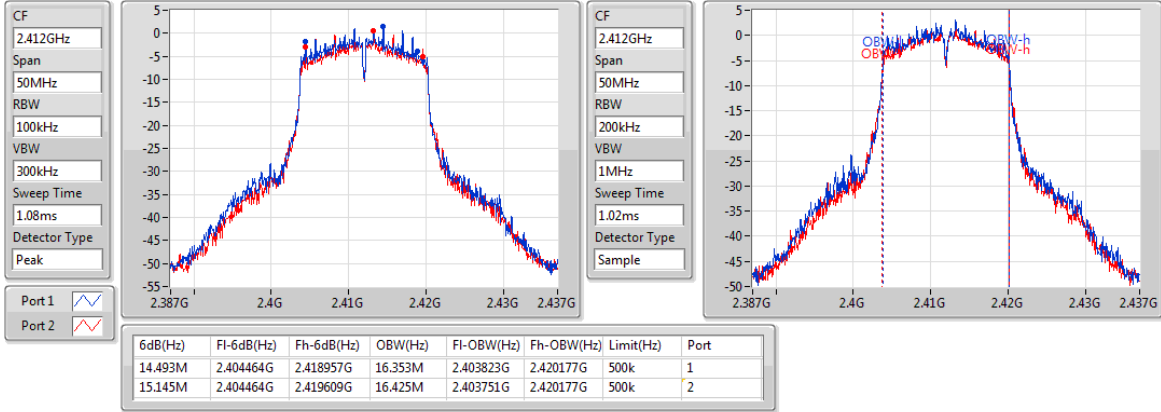 CF
2.412GHz
Span
50MHz
RBW
100kHz
VBW
300kHz
Sweep Time
1.08ms
Detector Type
Peak
Port 1
Port 2
5
0
-5
-10
-15
-20
-25
-30
-35
-40
-45
-50
-55
2.387G 2.4G 2.41G 2.42G 2.43G 2.437G
CF
2.412GHz
Span
50MHz
RBW
200kHz
VBW
1MHz
Sweep Time
1.02ms
Detector Type
Sample
5
0
-5
-10
-15
-20
-25
-30
-35
-40
-45
-50
OBW-h
OBW-h
2.387G 2.4G 2.41G 2.42G 2.43G 2.437G
6dB(Hz) Fl-6dB(Hz) Fh-6dB(Hz) OBW(Hz) Fl-OBW(Hz) Fh-OBW(Hz) Limit(Hz) Port
14.493M 2.404464G 2.418957G 16.353M 2.403823G 2.420177G 500k 1
15.145M 2.404464G 2.419609G 16.425M 2.403751G 2.420177G 500k 2